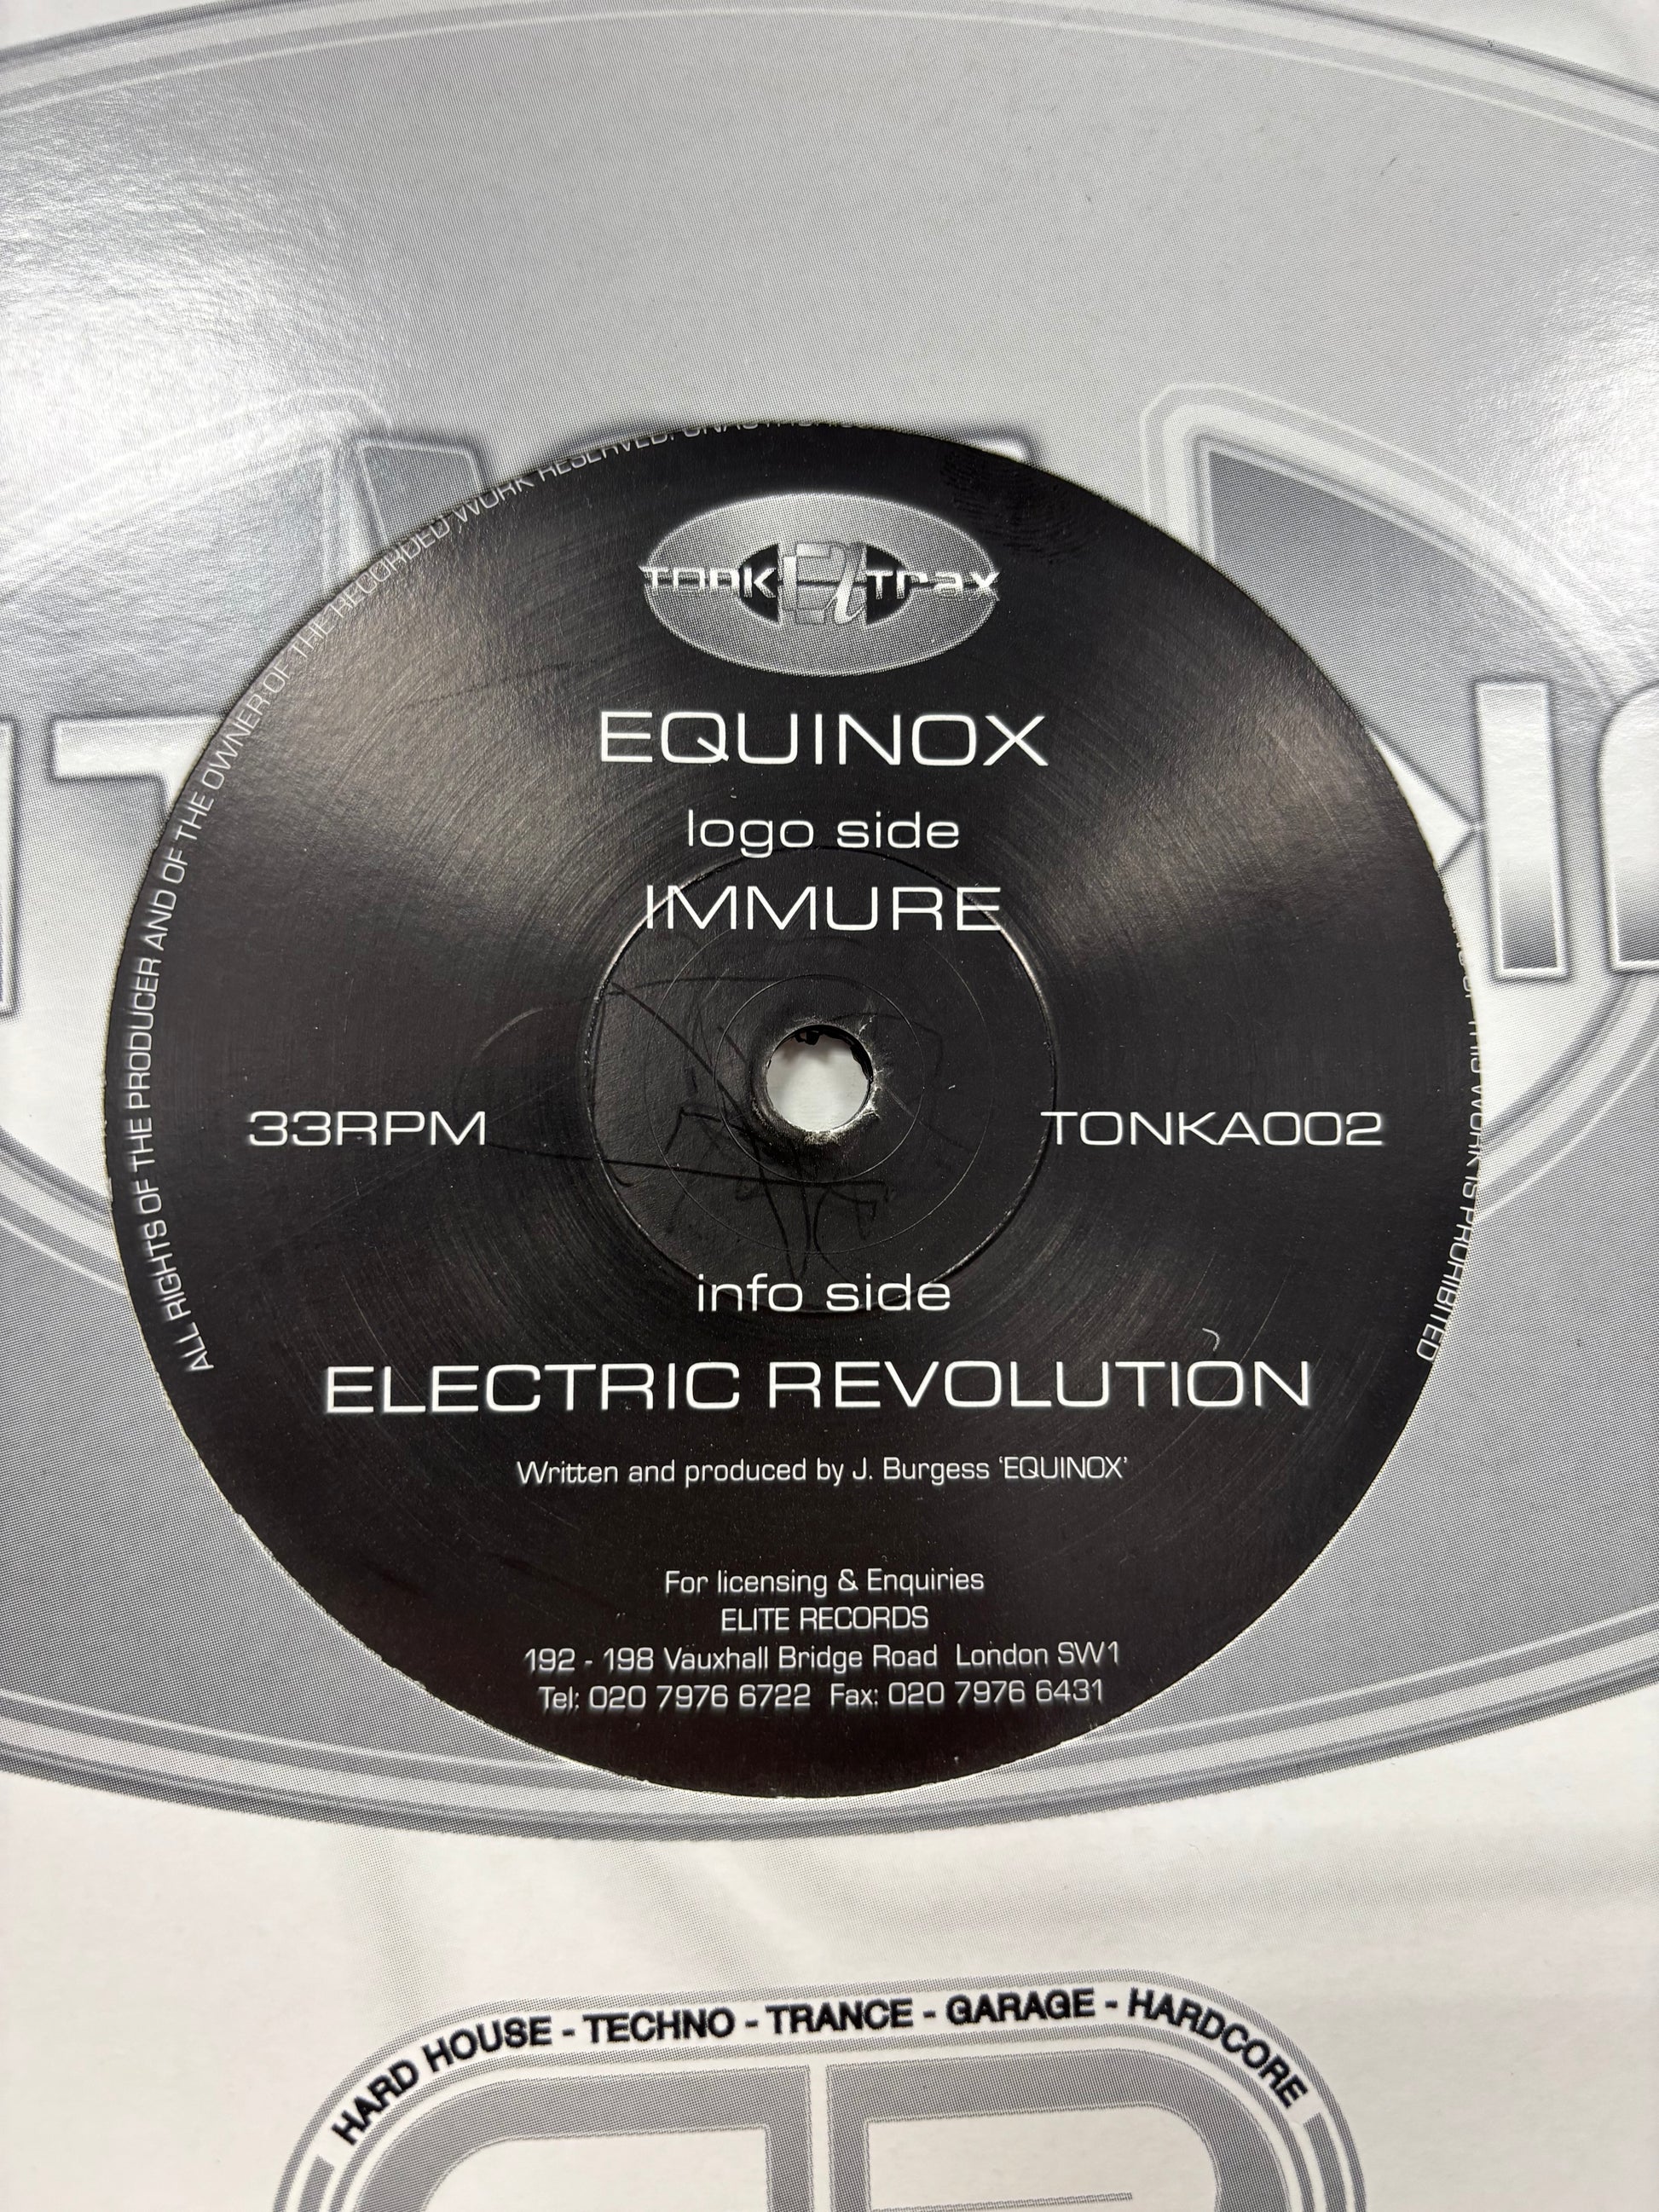 ALL RIGHTS OF THE PRODUCER AND OF THE OWNER OF THE RECORDED WORK RESERVED.
THIS WORK IS PROHIBITED
TONKA Trax
EQUINOX
logo side
IMMURE
33RPM
TONKA002
info side
ELECTRIC REVOLUTION
Written and produced by J. Burgess 'EQUINOX'
For licensing & Enquiries
ELITE RECORDS
192 - 198 Vauxhall Bridge Road London SW1
Tel: 020 7976 6722 Fax: 020 7976 6431
HARD HOUSE - TECHNO - TRANCE - GARAGE - HARDCORE